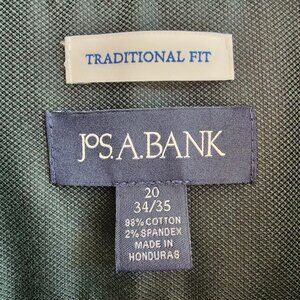 TRADITIONAL FIT
JOS.A.BANK
20
34/35
98% COTTON
2% SPANDEX
MADE IN
HONDURAS